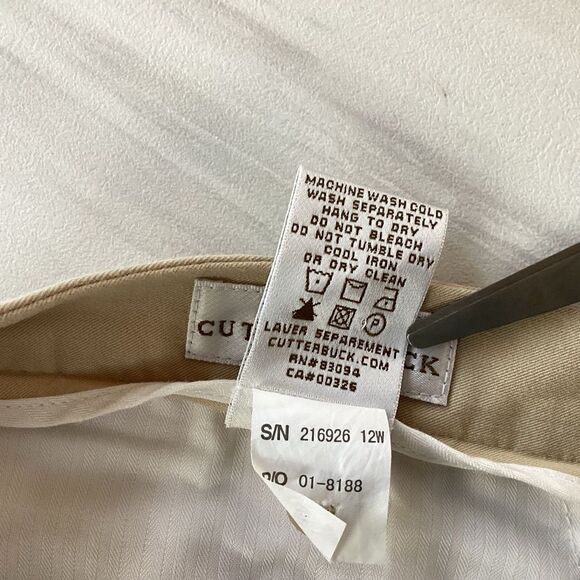 MACHINE WASH COLD
WASH SEPARATELY
HANG TO DRY
DO NOT BLEACH
DO NOT TUMBLE DRY
COOL IRON
OR DRY CLEAN
P
LAVER SEPAREMENT
CUTTERBUCK.COM
RN#83094
CA#00326
CUT CK
S/N 216926 12W
P/O 01-8188